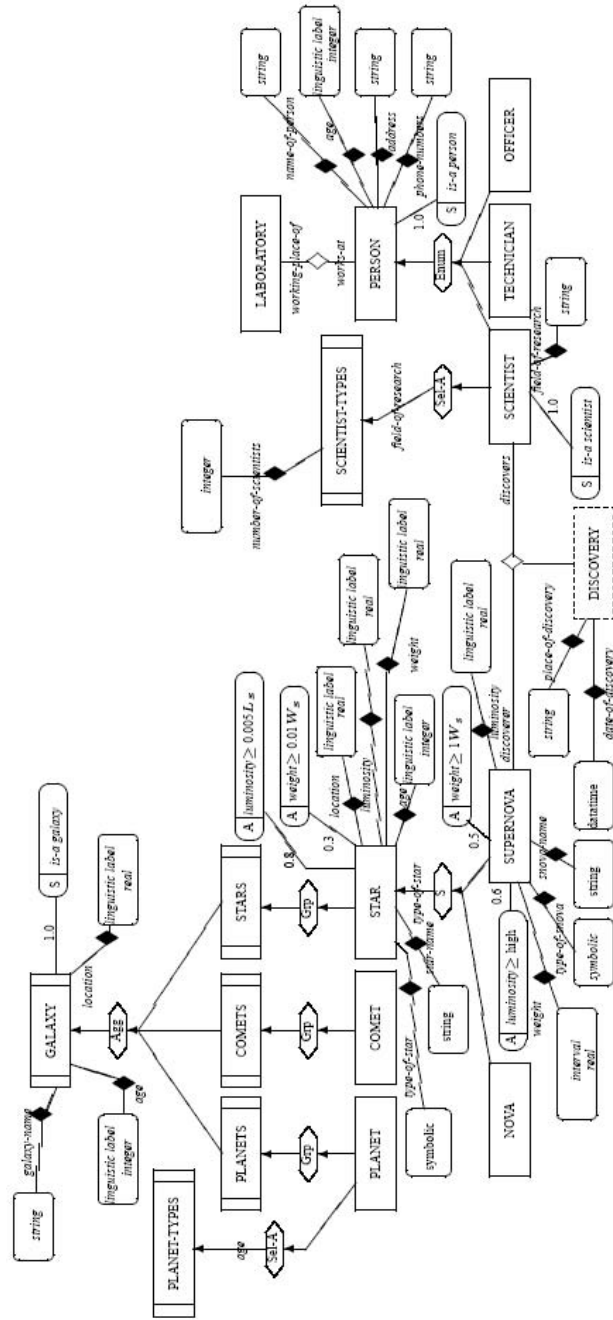 string
galaxy-name
GALAXY
1.0
S is-a galaxy
linguistic label
integer
age
location
linguistic label
real
Agg
PLANET-TYPES
age
Sel-A
PLANETS
COMETS
STARS
Grp
Grp
Grp
PLANET
COMET
STAR
0.8
A luminosity ≥ 0.005 L s
0.3
A weight ≥ 0.01 W s
location
linguistic label
real
luminosity
linguistic label
real
weight
linguistic label
real
age
linguistic label
integer
type-of-star
symbolic
star-name
string
type-of-star
S
NOVA
SUPERNOVA
0.6
A luminosity ≥ high
0.5
A weight ≥ 1 W s
luminosity
linguistic label
real
weight
interval
real
type-of-snova
symbolic
snova-name
string
discoverer
discovers
DISCOVERY
place-of-discovery
string
date-of-discovery
datatime
integer
number-of-scientists
SCIENTIST-TYPES
field-of-research
Sel-A
SCIENTIST
TECHNICIAN
OFFICER
field-of-research
string
1.0
S is-a scientist
Enum
LABORATORY
working-place-of
works-at
PERSON
name-of-person
string
age
linguistic label
integer
address
string
phone-numbers
string
1.0
S is-a person